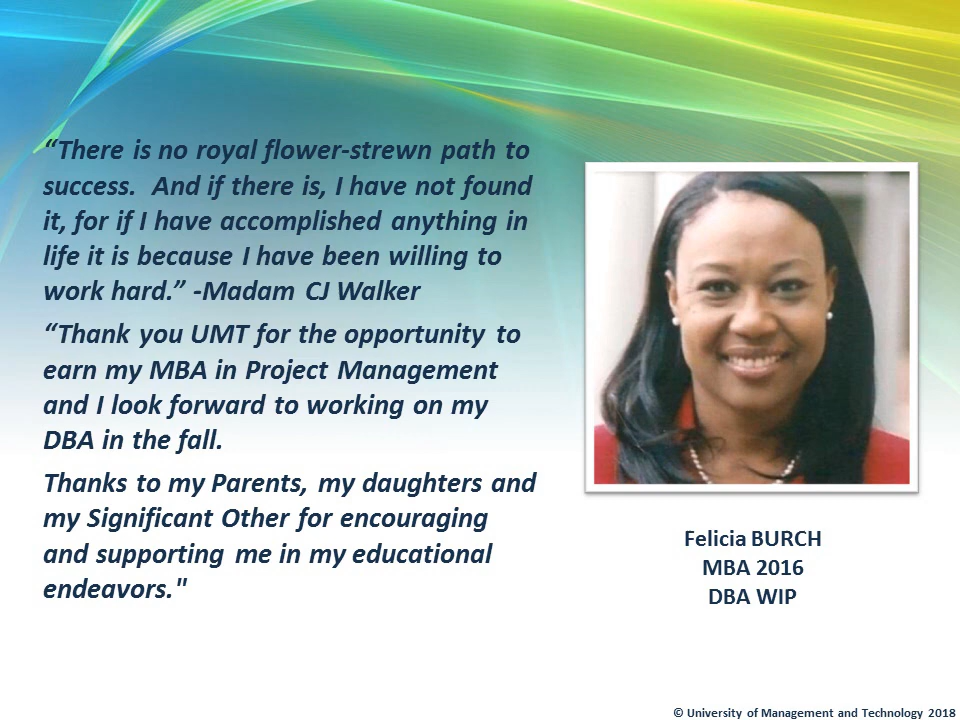 “There is no royal flower-strewn path to
success.  And if there is, I have not found
it, for if I have accomplished anything in
life it is because I have been willing to
work hard.” -Madam CJ Walker
“Thank you UMT for the opportunity to
earn my MBA in Project Management
and I look forward to working on my
DBA in the fall.
Thanks to my Parents, my daughters and
my Significant Other for encouraging
and supporting me in my educational
endeavors."
Felicia BURCH
MBA 2016
DBA WIP
© University of Management and Technology 2018